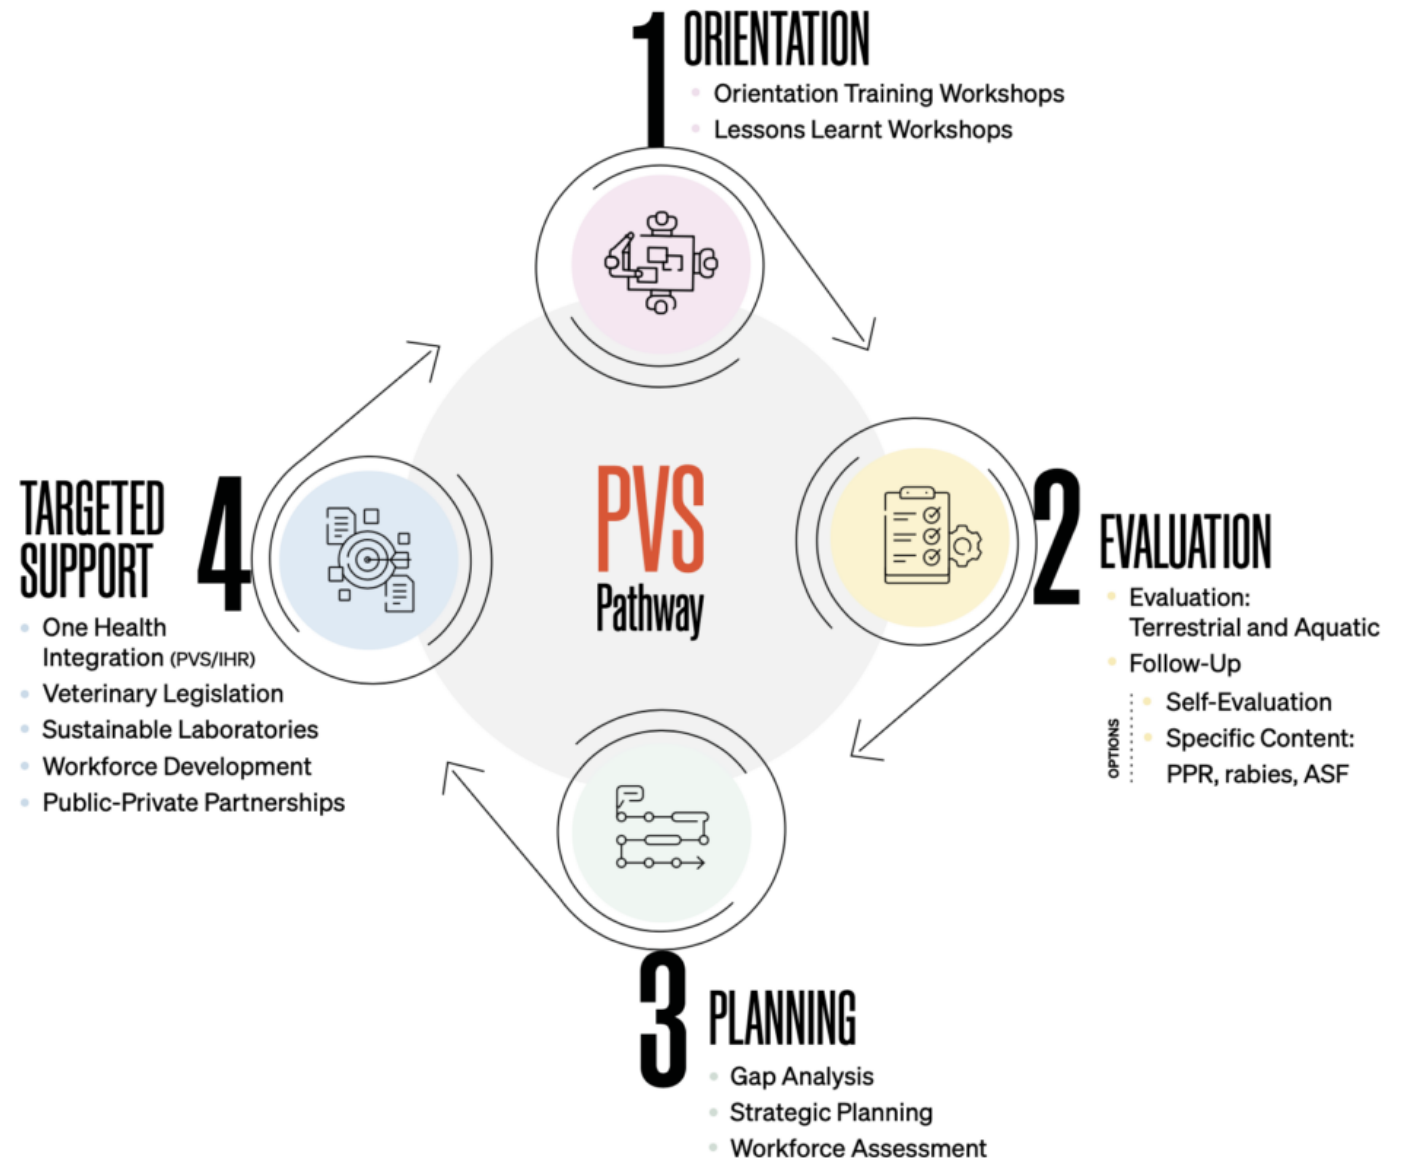 1 ORIENTATION
Orientation Training Workshops
Lessons Learnt Workshops
PVS
Pathway
2 EVALUATION
Evaluation:
Terrestrial and Aquatic
Follow-Up
OPTIONS
Self-Evaluation
Specific Content:
PPR, rabies, ASF
3 PLANNING
Gap Analysis
Strategic Planning
Workforce Assessment
TARGETED
SUPPORT
4
One Health
Integration (PVS/IHR)
Veterinary Legislation
Sustainable Laboratories
Workforce Development
Public-Private Partnerships